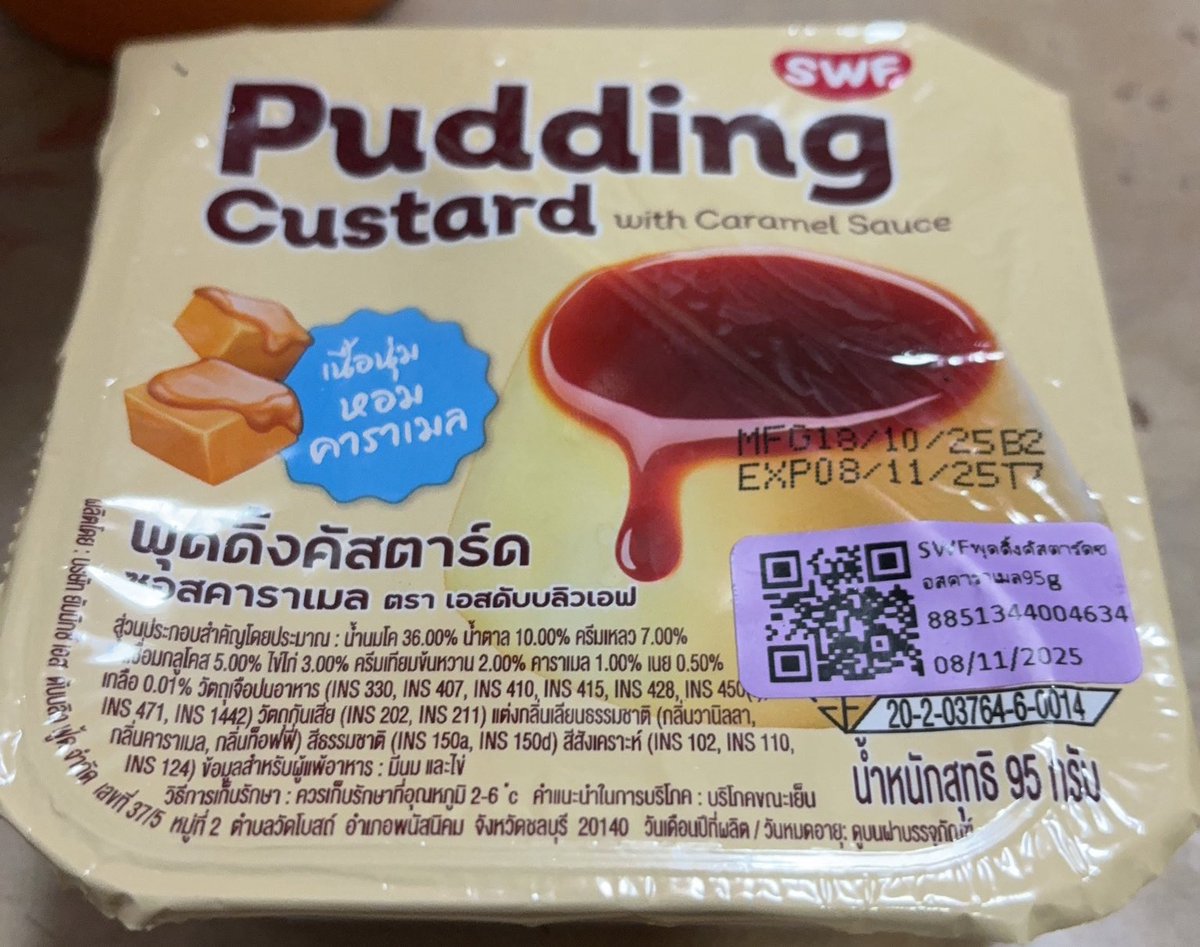 SWF
Pudding
Custard with Caramel Sauce
เนื้อนุ่ม
หอม
คาราเมล
MFG18/10/25B2
EXP08/11/25T7
พุดดิ้งคัสตาร์ด
ซอสคาราเมล ตรา เอสดับบลิวเอฟ
SWFพุดดิ้งคัสตาร์ดซ
อสคาราเมล95g
8851344004634
08/11/2025
ส่วนประกอบสำคัญโดยประมาณ : น้ำนมโค 36.00% น้ำตาล 10.00% ครีมเหลว 7.00%
กลูโคส 5.00% ไข่ไก่ 3.00% ครีมเทียมข้นหวาน 2.00% คาราเมล 1.00% เนย 0.50%
เกลือ 0.01% วัตถุเจือปนอาหาร (INS 330, INS 407, INS 410, INS 415, INS 428, INS 450
INS 471, INS 1442) วัตถุกันเสีย (INS 202, INS 211) แต่งกลิ่นเลียนธรรมชาติ (กลิ่นวานิลลา,
กลิ่นคาราเมล, กลิ่นท็อฟฟี่) สีธรรมชาติ (INS 150a, INS 150d) สีสังเคราะห์ (INS 102, INS 110,
INS 124) ข้อมูลสำหรับผู้แพ้อาหาร : มีนม และไข่
วิธีการเก็บรักษา : ควรเก็บรักษาที่อุณหภูมิ 2-6 °c คำแนะนำในการบริโภค : บริโภคขณะเย็น
20-2-03764-6-0014
น้ำหนักสุทธิ 95 กรัม
ผลิตโดย : บริษัท จำกัด เลขที่ 37/5 หมู่ที่ 2 ตำบลวัดโบสถ์ อำเภอพนัสนิคม จังหวัดชลบุรี 20140 วันเดือนปีที่ผลิต / วันหมดอายุ: ดูบนฝาบรรจุภัณฑ์